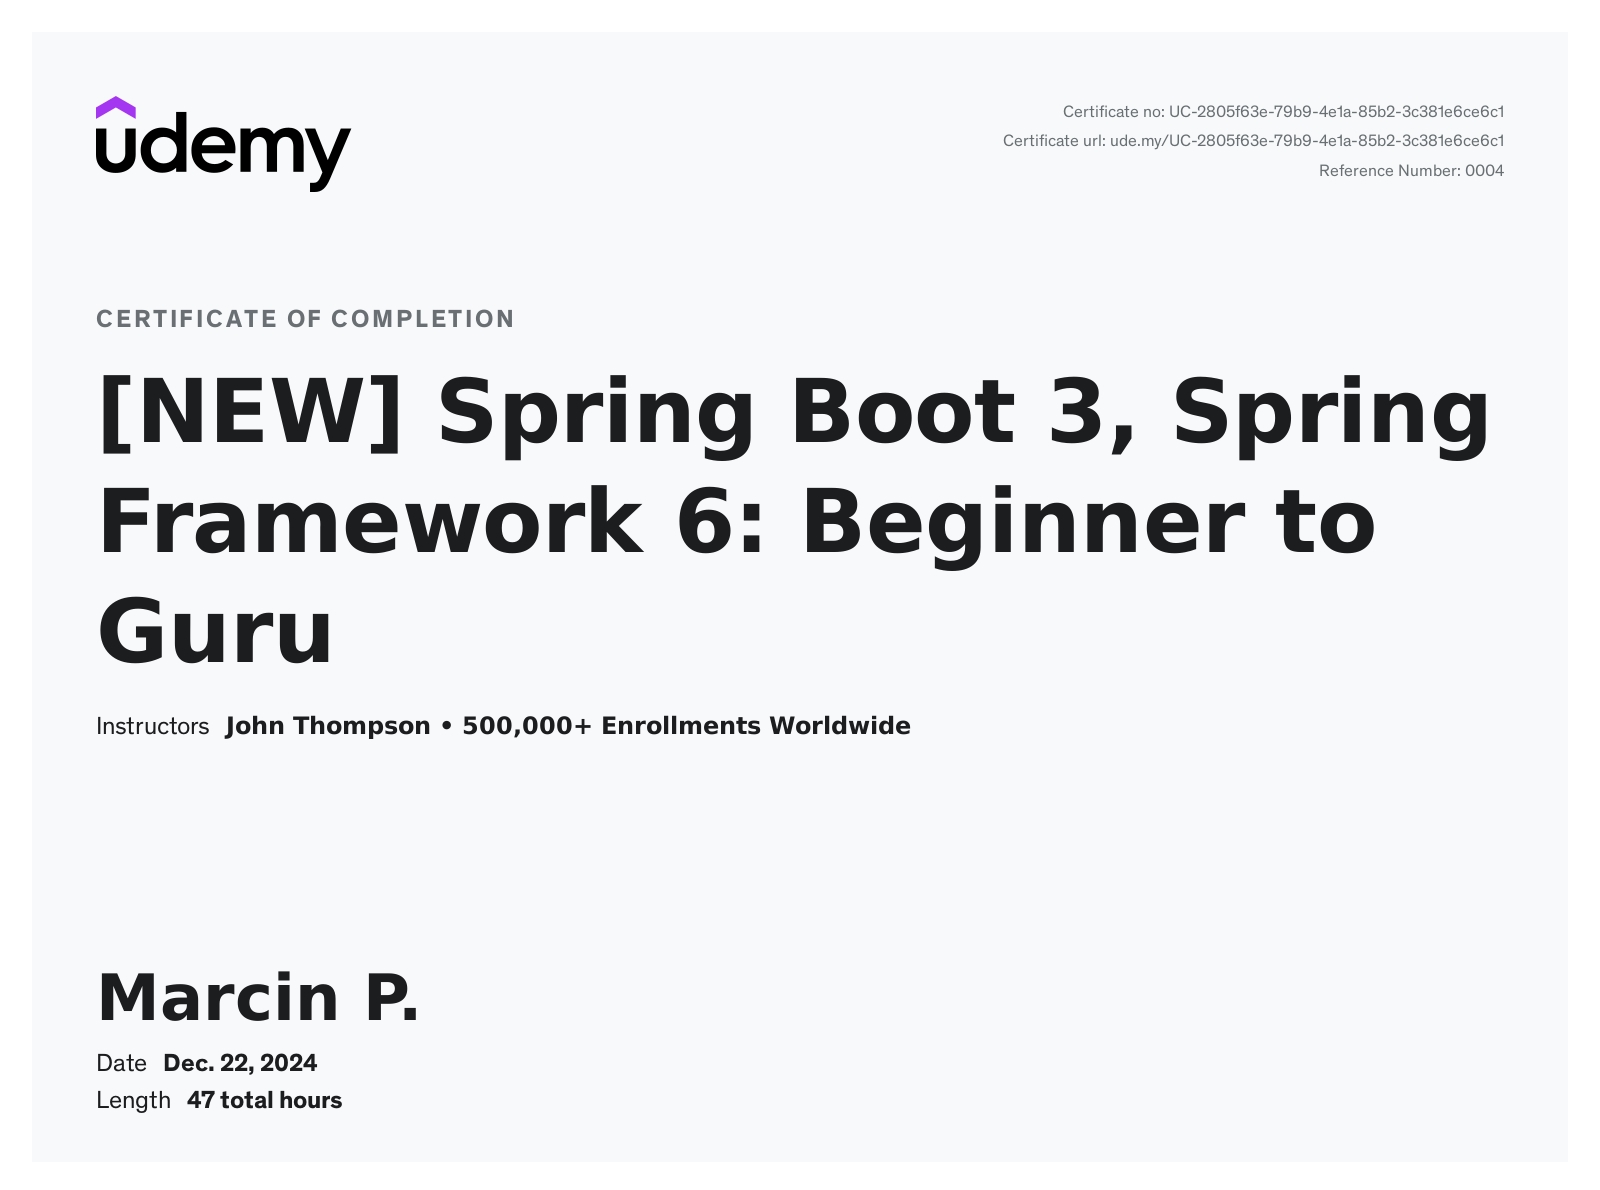 udemy
Certificate no: UC-2805f63e-79b9-4e1a-85b2-3c381e6ce6c1
Certificate url: ude.my/UC-2805f63e-79b9-4e1a-85b2-3c381e6ce6c1
Reference Number: 0004
CERTIFICATE OF COMPLETION
[NEW] Spring Boot 3, Spring
Framework 6: Beginner to
Guru
Instructors John Thompson • 500,000+ Enrollments Worldwide
Marcin P.
Date Dec. 22, 2024
Length 47 total hours